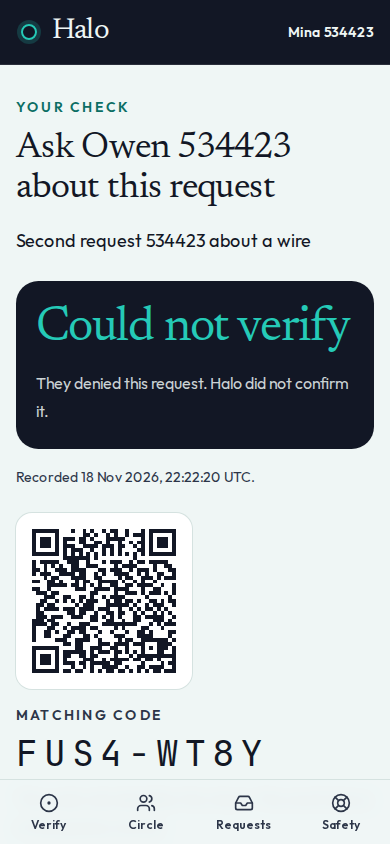 Halo
Mina 534423
YOUR CHECK
Ask Owen 534423
about this request
Second request 534423 about a wire
Could not verify
They denied this request. Halo did not confirm
it.
Recorded 18 Nov 2026, 22:22:20 UTC.
MATCHING CODE
FUS4-WT8Y
Verify
Circle
Requests
Safety